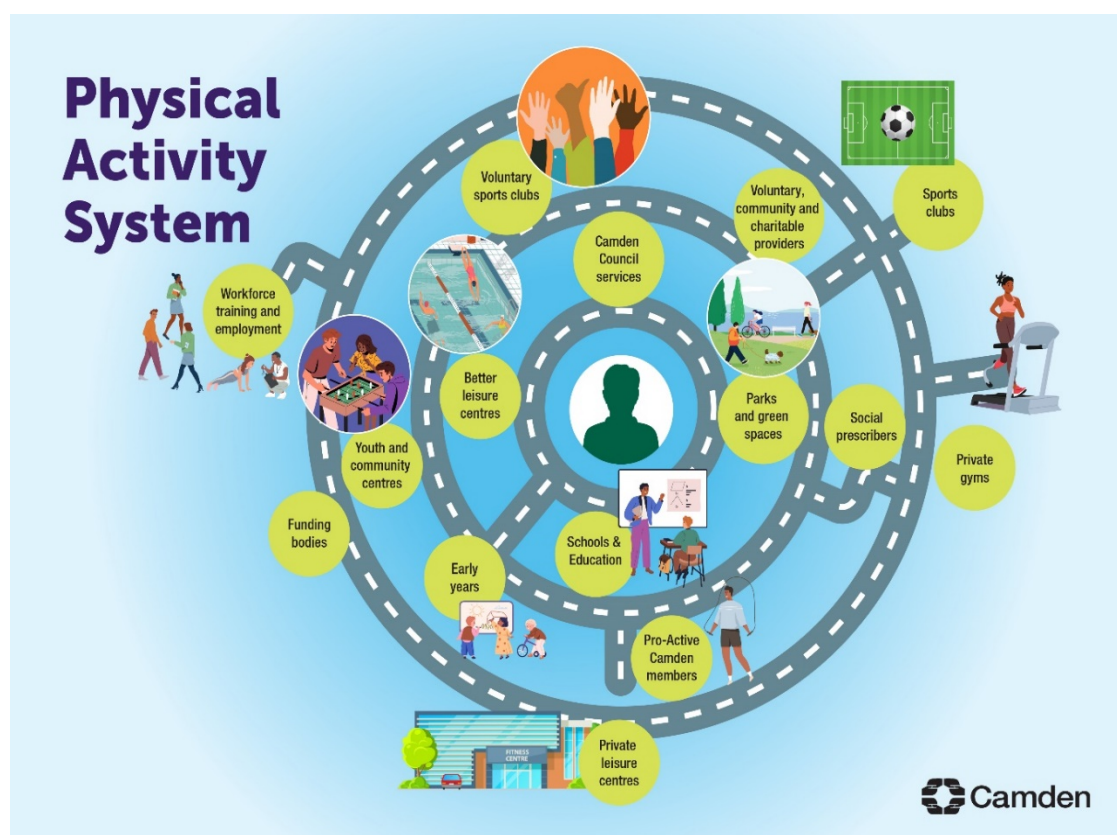 Physical
Activity
System
Voluntary
sports clubs
Voluntary,
community and
charitable
providers
Sports
clubs
Camden
Council
services
Workforce
training and
employment
Better
leisure
centres
Parks
and green
spaces
Social
prescribers
Youth and
community
centres
Private
gyms
Funding
bodies
Schools &
Education
Early
years
Pro-Active
Camden
members
FITNESS
CENTRE
Private
leisure
centres
Camden